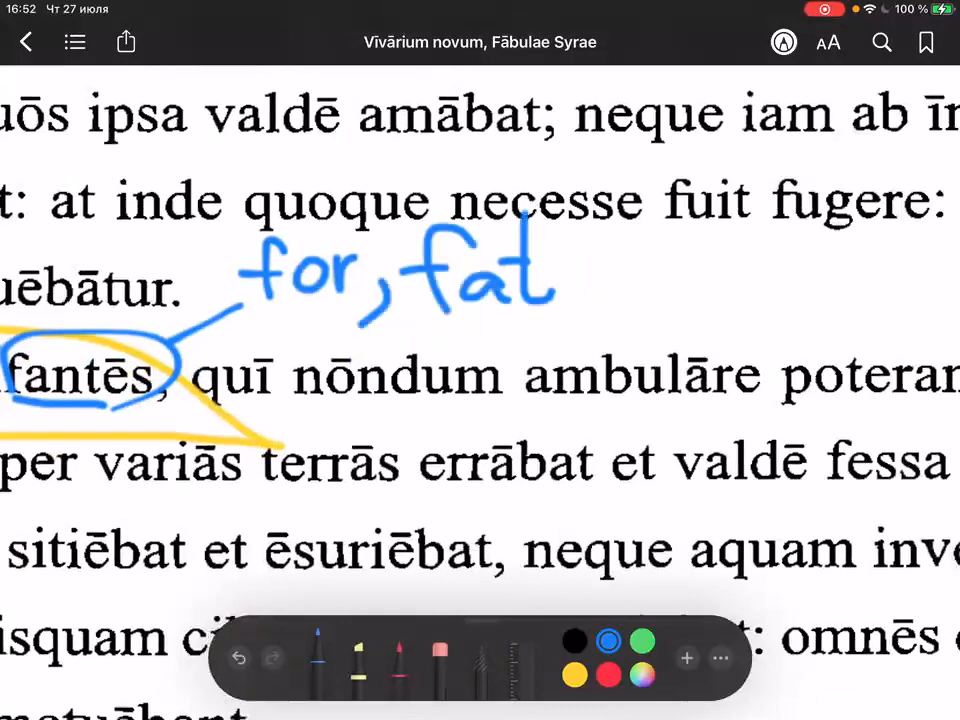 16:52 Чт 27 июля 100 %
Vīvārium novum, Fābulae Syrae
AA
uōs ipsa valdē amābat; neque iam ab īn
t: at inde quoque necesse fuit fugere:
uēbātur.
for, fat
fantēs, quī nōndum ambulāre poteran
per variās terrās errābat et valdē fessa
sitiēbat et ēsuriēbat, neque aquam inve
isquam ci t: omnēs